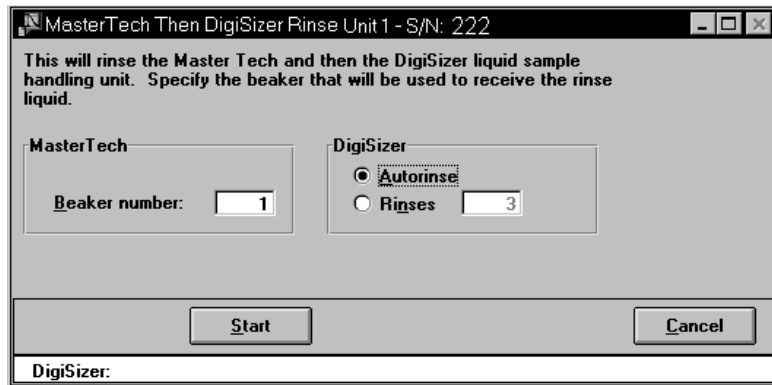 MasterTech Then DigiSizer Rinse Unit 1 - S/N: 222
This will rinse the Master Tech and then the DigiSizer liquid sample
handling unit. Specify the beaker that will be used to receive the rinse
liquid.
MasterTech
Beaker number: 1
DigiSizer
Autorinse
Rinses 3
Start Cancel
DigiSizer: